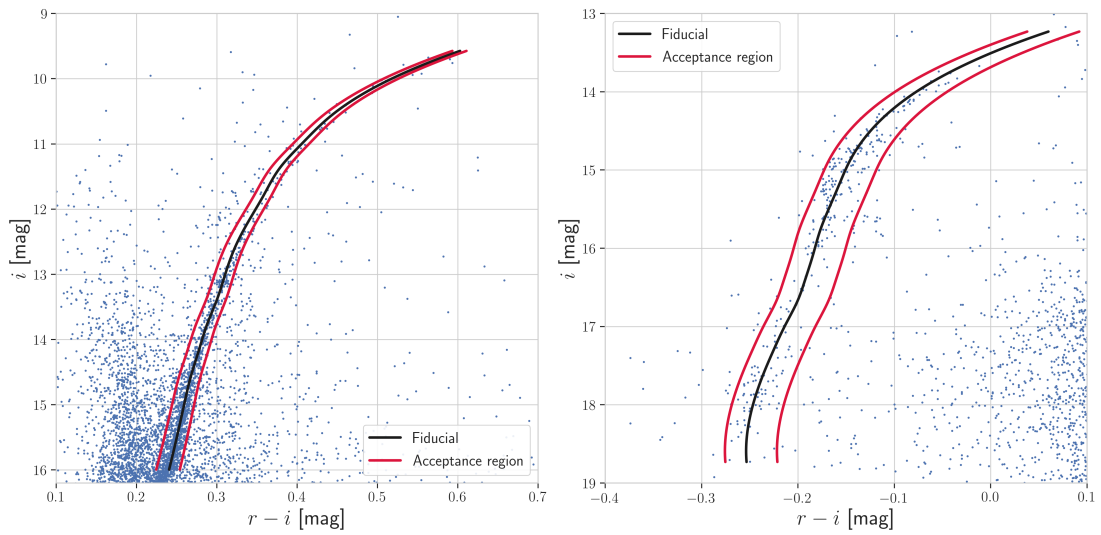 9
10
11
12
13
14
15
16
i [mag]
0.1 0.2 0.3 0.4 0.5 0.6 0.7
r − i [mag]
Fiducial
Acceptance region
13
14
15
16
17
18
19
i [mag]
−0.4 −0.3 −0.2 −0.1 0.0 0.1
r − i [mag]
Fiducial
Acceptance region